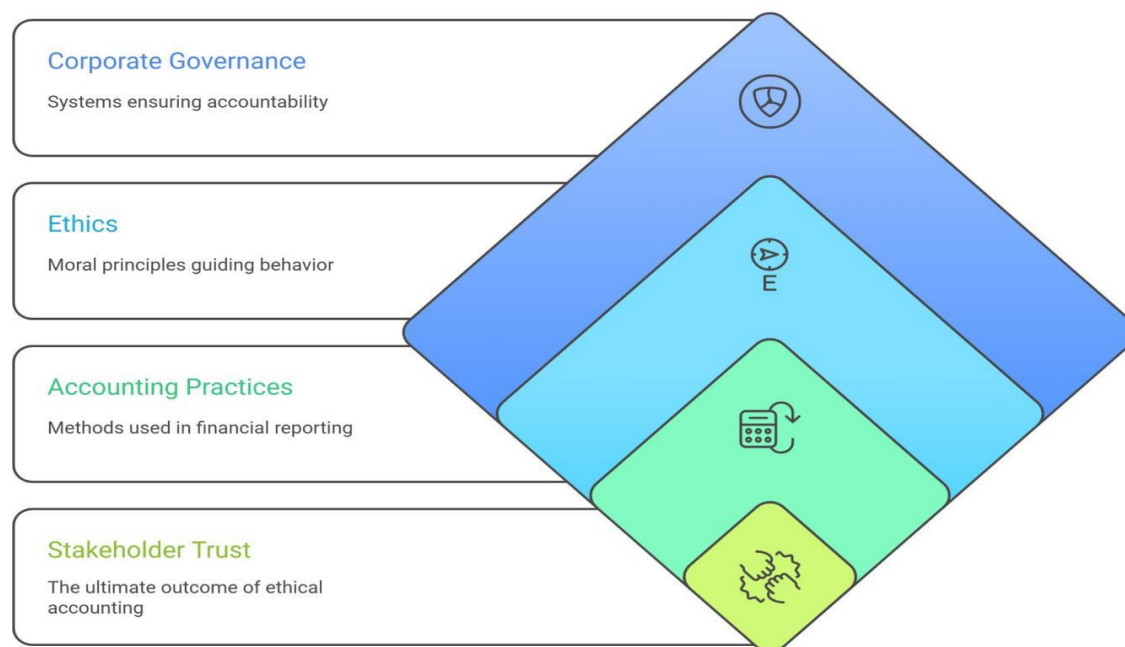 Corporate Governance
Systems ensuring accountability
Ethics
Moral principles guiding behavior
E
Accounting Practices
Methods used in financial reporting
Stakeholder Trust
The ultimate outcome of ethical
accounting